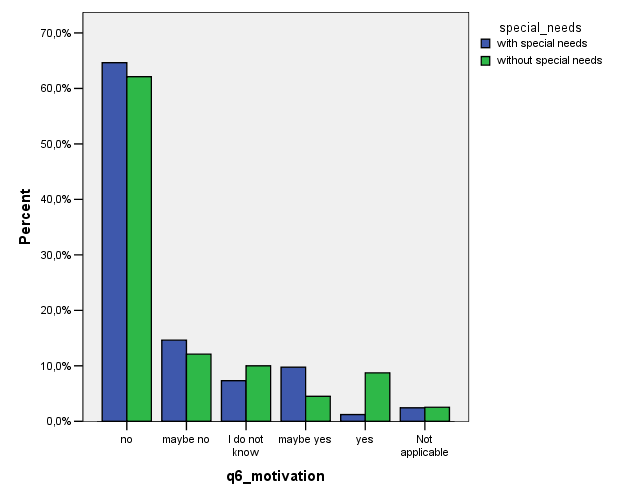 special_needs
with special needs
without special needs
70,0%
60,0%
50,0%
40,0%
30,0%
20,0%
10,0%
0,0%
Percent
no
maybe no
I do not
know
maybe yes
yes
Not
applicable
q6_motivation